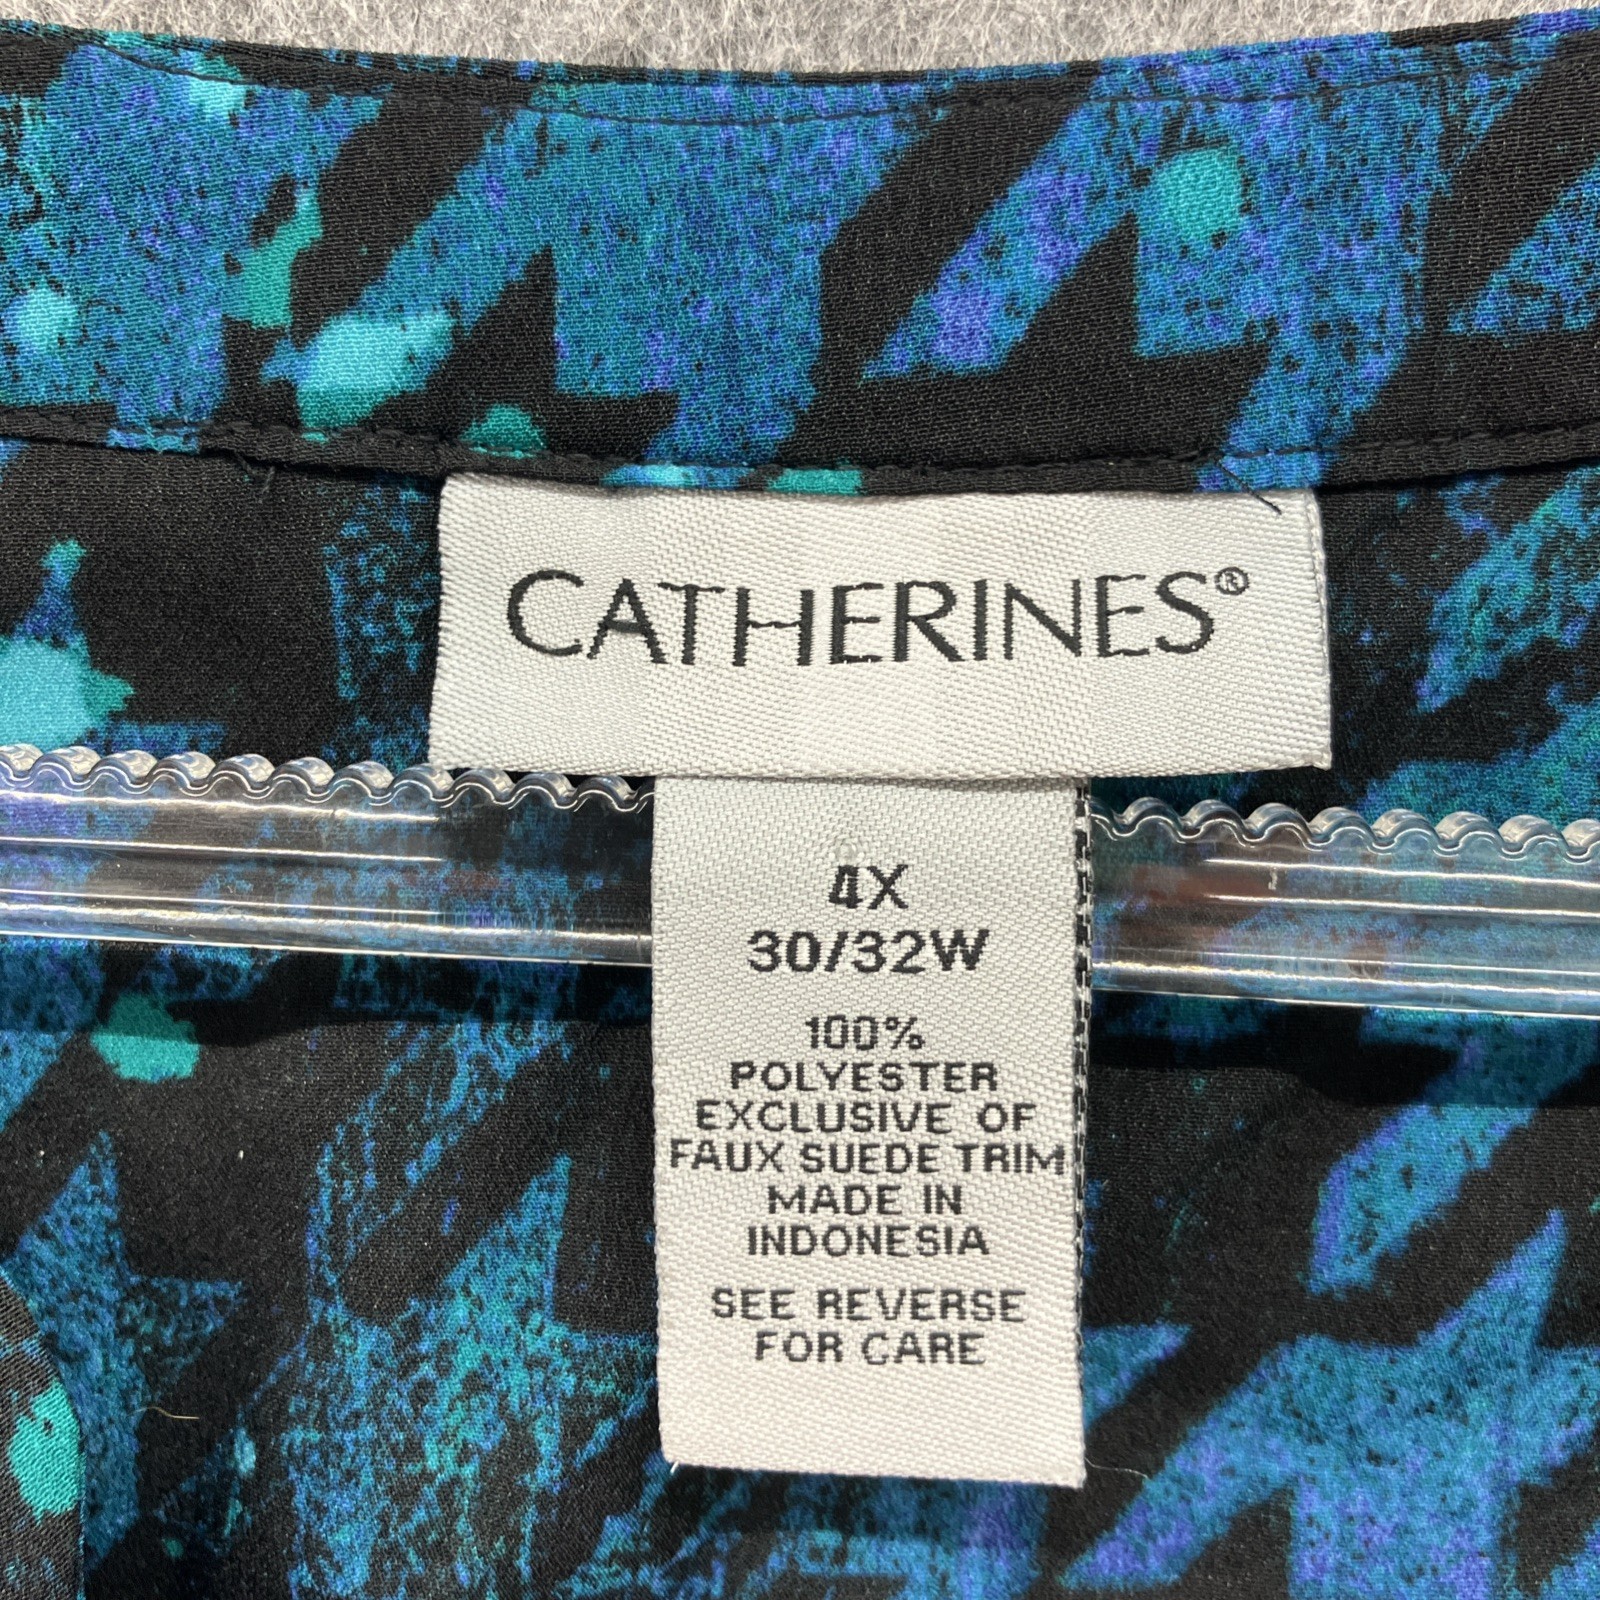 CATHERINES®
4X
30/32W
100%
POLYESTER
EXCLUSIVE OF
FAUX SUEDE TRIM
MADE IN
INDONESIA
SEE REVERSE
FOR CARE